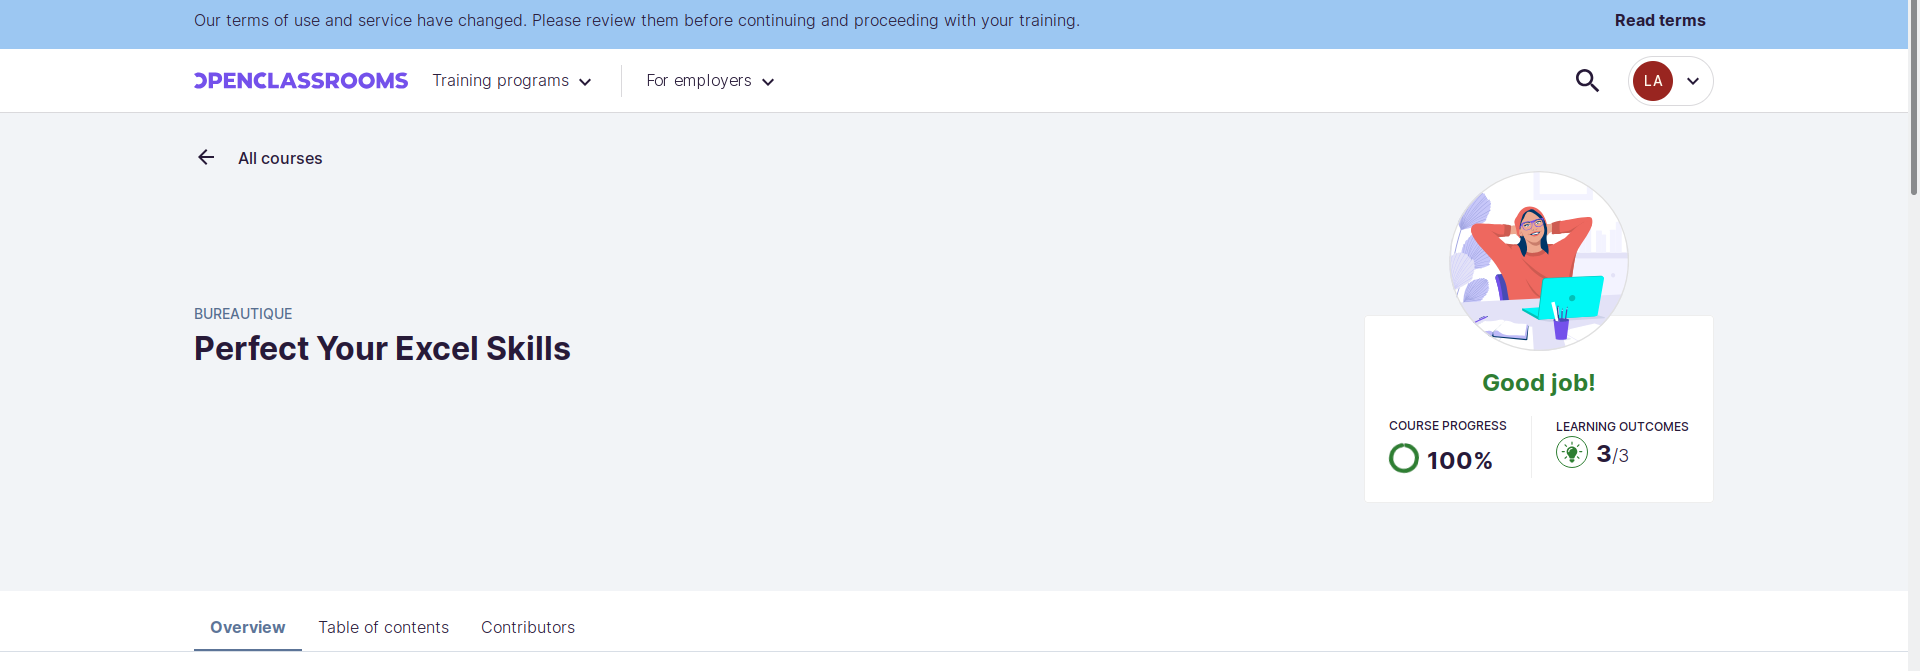 Our terms of use and service have changed. Please review them before continuing and proceeding with your training.
Read terms
OPENCLASSROOMS
Training programs
For employers
LA
All courses
BUREAUTIQUE
Perfect Your Excel Skills
Good job!
COURSE PROGRESS
100%
LEARNING OUTCOMES
3/3
Overview
Table of contents
Contributors